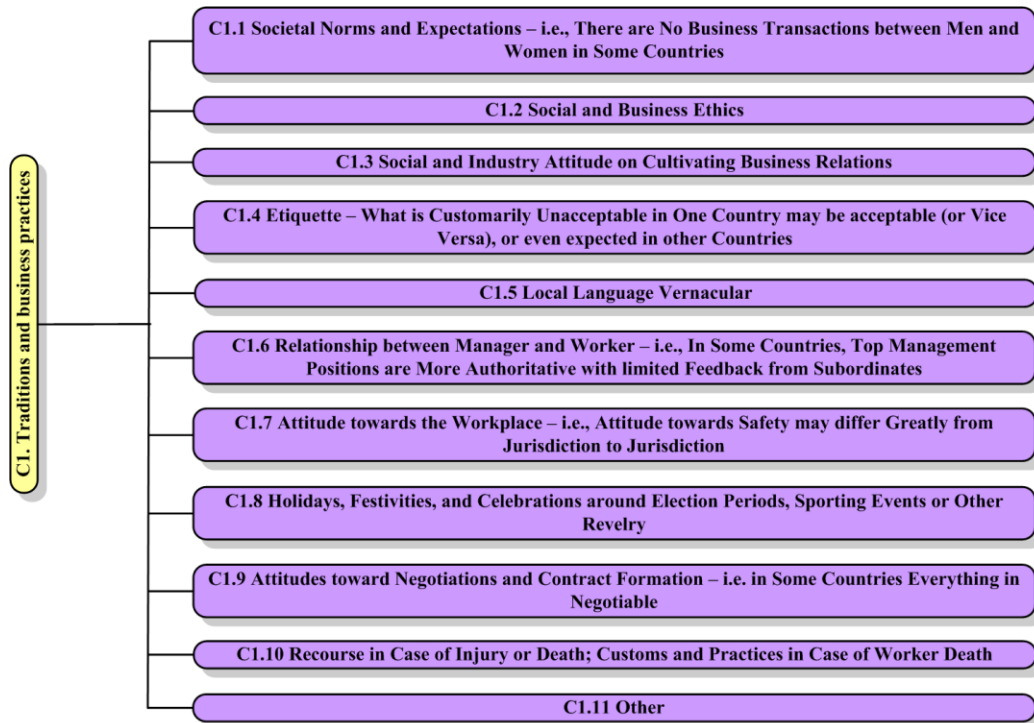 C1. Traditions and business practices
C1.1 Societal Norms and Expectations – i.e., There are No Business Transactions between Men and
Women in Some Countries
C1.2 Social and Business Ethics
C1.3 Social and Industry Attitude on Cultivating Business Relations
C1.4 Etiquette – What is Customarily Unacceptable in One Country may be acceptable (or Vice
Versa), or even expected in other Countries
C1.5 Local Language Vernacular
C1.6 Relationship between Manager and Worker – i.e., In Some Countries, Top Management
Positions are More Authoritative with limited Feedback from Subordinates
C1.7 Attitude towards the Workplace – i.e., Attitude towards Safety may differ Greatly from
Jurisdiction to Jurisdiction
C1.8 Holidays, Festivities, and Celebrations around Election Periods, Sporting Events or Other
Revelry
C1.9 Attitudes toward Negotiations and Contract Formation – i.e. in Some Countries Everything in
Negotiable
C1.10 Recourse in Case of Injury or Death; Customs and Practices in Case of Worker Death
C1.11 Other